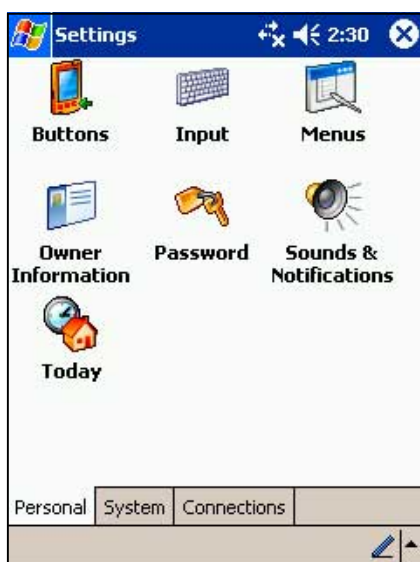 Settings 2:30
Buttons Input Menus
Owner Information Password Sounds & Notifications
Today
Personal System Connections